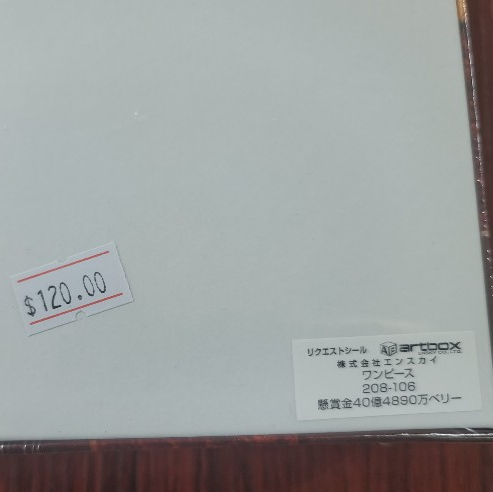 $120.00
リクエストシール artbox
株式会社エンスカイ
ワンピース
208-106
懸賞金40億4890万ベリー